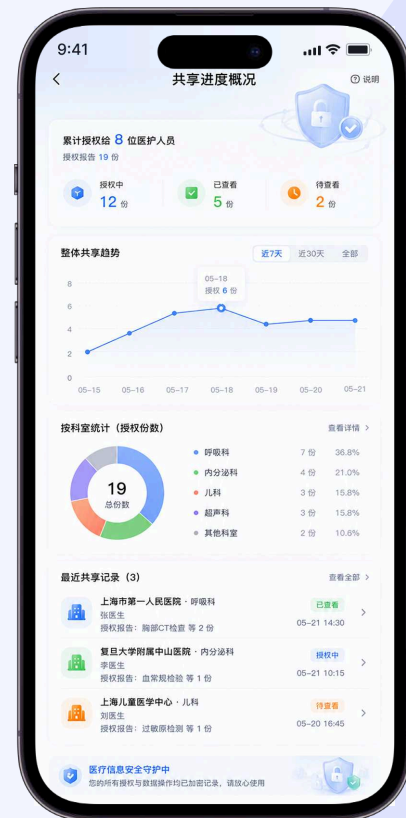 9:41
共享进度概况
说明
累计授权给 8 位医护人员
授权报告 19 份
授权中
12 份
已查看
5 份
待查看
2 份
整体共享趋势
近7天 近30天 全部
05-18
授权 6 份
8
6
4
2
0
05-15 05-16 05-17 05-18 05-19 05-20 05-21
按科室统计（授权份数）
查看详情 >
19
总份数
呼吸科 7 份 36.8%
内分泌科 4 份 21.0%
儿科 3 份 15.8%
超声科 3 份 15.8%
其他科室 2 份 10.6%
最近共享记录（3）
查看全部 >
上海市第一人民医院 · 呼吸科
张医生
授权报告：胸部CT检查 等 2 份
已查看
05-21 14:30
复旦大学附属中山医院 · 内分泌科
李医生
授权报告：血常规检验 等 1 份
授权中
05-21 10:15
上海儿童医学中心 · 儿科
刘医生
授权报告：过敏原检测 等 1 份
待查看
05-20 16:45
医疗信息安全守护中
您的所有授权与数据操作均已加密记录，请放心使用